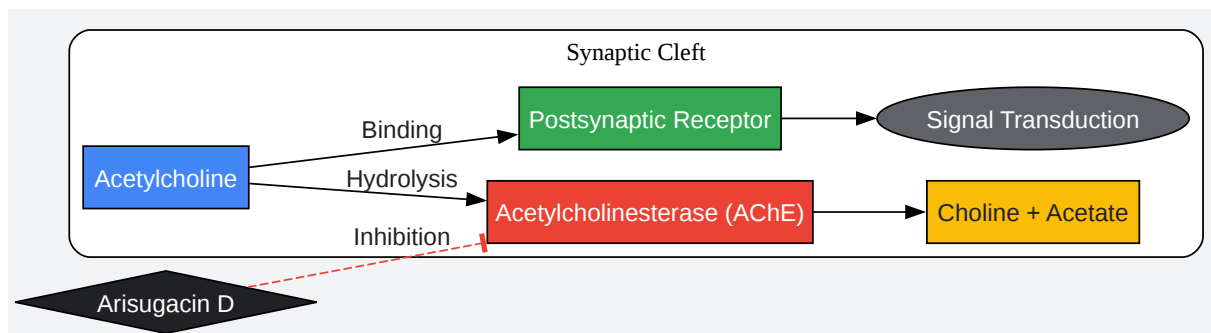 Synaptic Cleft
Binding
Postsynaptic Receptor
Signal Transduction
Acetylcholine
Hydrolysis
Acetylcholinesterase (AChE)
Choline + Acetate
Inhibition
Arisugacin D